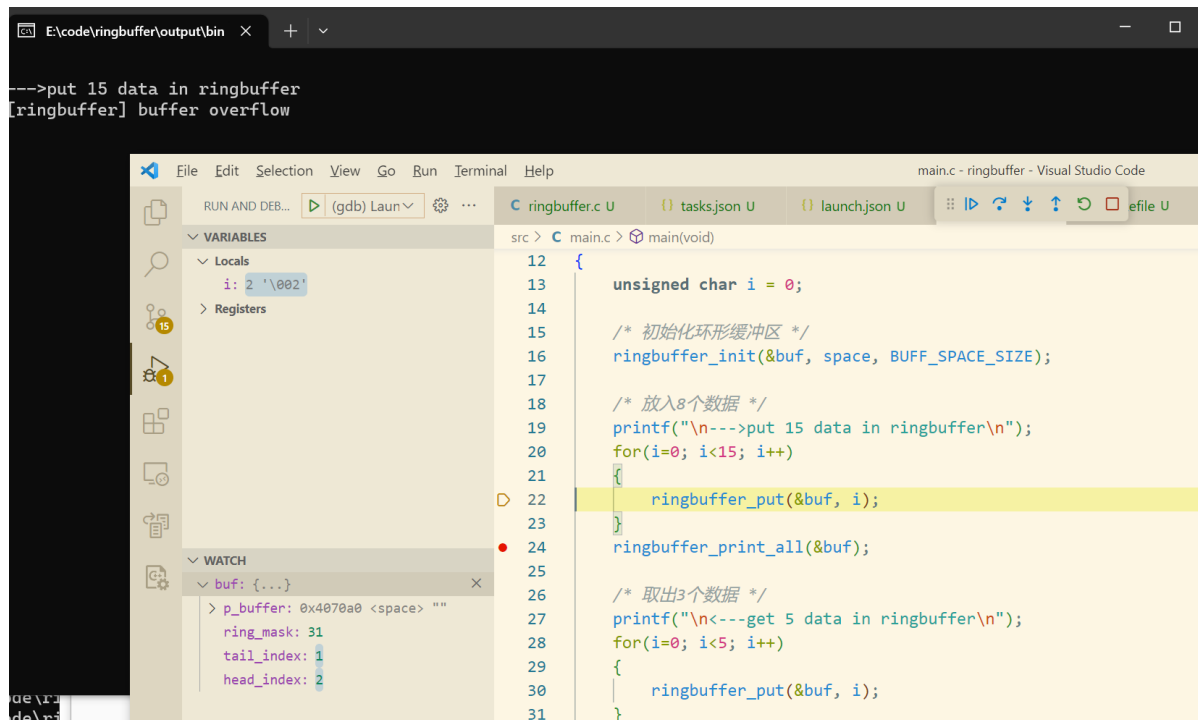 E:\code\ringbuffer\output\bin
--->put 15 data in ringbuffer
[ringbuffer] buffer overflow
File Edit Selection View Go Run Terminal Help
main.c - ringbuffer - Visual Studio Code
RUN AND DEB... (gdb) Laun
ringbuffer.c U tasks.json U launch.json U efile U
VARIABLES
Locals
i: 2 '\002'
Registers
15
1
WATCH
buf: {...}
p_buffer: 0x4070a0 <space> ""
ring_mask: 31
tail_index: 1
head_index: 2
src > C main.c > main(void)
12 {
13 unsigned char i = 0;
14
15 /* 初始化环形缓冲区 */
16 ringbuffer_init(&buf, space, BUFF_SPACE_SIZE);
17
18 /* 放入8个数据 */
19 printf("\n--->put 15 data in ringbuffer\n");
20 for(i=0; i<15; i++)
21 {
22 ringbuffer_put(&buf, i);
23 }
24 ringbuffer_print_all(&buf);
25
26 /* 取出3个数据 */
27 printf("\n<---get 5 data in ringbuffer\n");
28 for(i=0; i<5; i++)
29 {
30 ringbuffer_put(&buf, i);
31 }